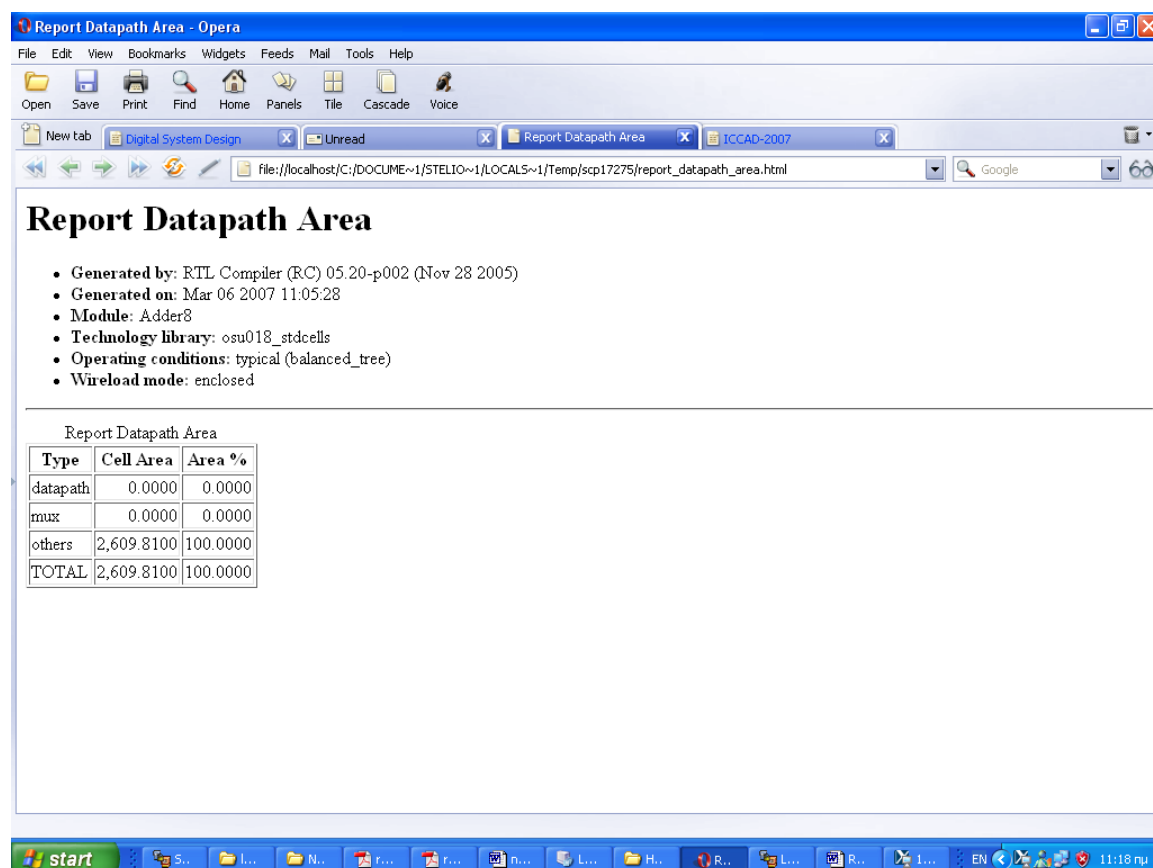 Report Datapath Area - Opera
File Edit View Bookmarks Widgets Feeds Mail Tools Help
Open Save Print Find Home Panels Tile Cascade Voice
New tab Digital System Design Unread Report Datapath Area ICCAD-2007
file://localhost/C:/DOCUME~1/STELIO~1/LOCALS~1/Temp/scp17275/report_datapath_area.html Google
Report Datapath Area
• Generated by: RTL Compiler (RC) 05.20-p002 (Nov 28 2005)
• Generated on: Mar 06 2007 11:05:28
• Module: Adder8
• Technology library: osu018_stdcells
• Operating conditions: typical (balanced_tree)
• Wireload mode: enclosed
Report Datapath Area
Type Cell Area Area %
datapath 0.0000 0.0000
mux 0.0000 0.0000
others 2,609.8100 100.0000
TOTAL 2,609.8100 100.0000
start S... I... N... r... r... n... L... H... R... L... R... 1... EN 11:18 πμ